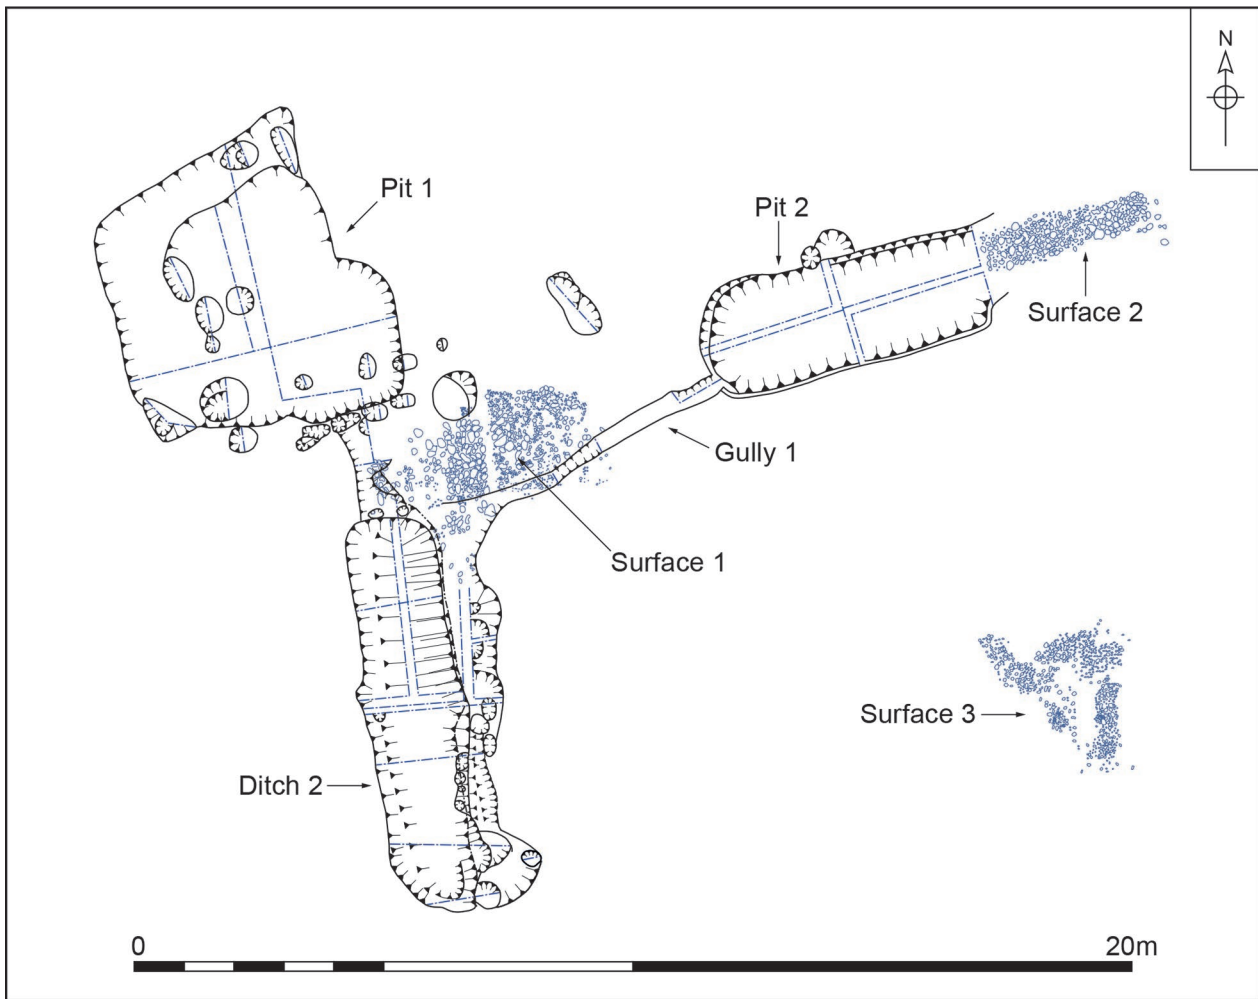 N
Pit 1
Pit 2
Surface 2
Gully 1
Surface 1
Surface 3
Ditch 2
0
20m